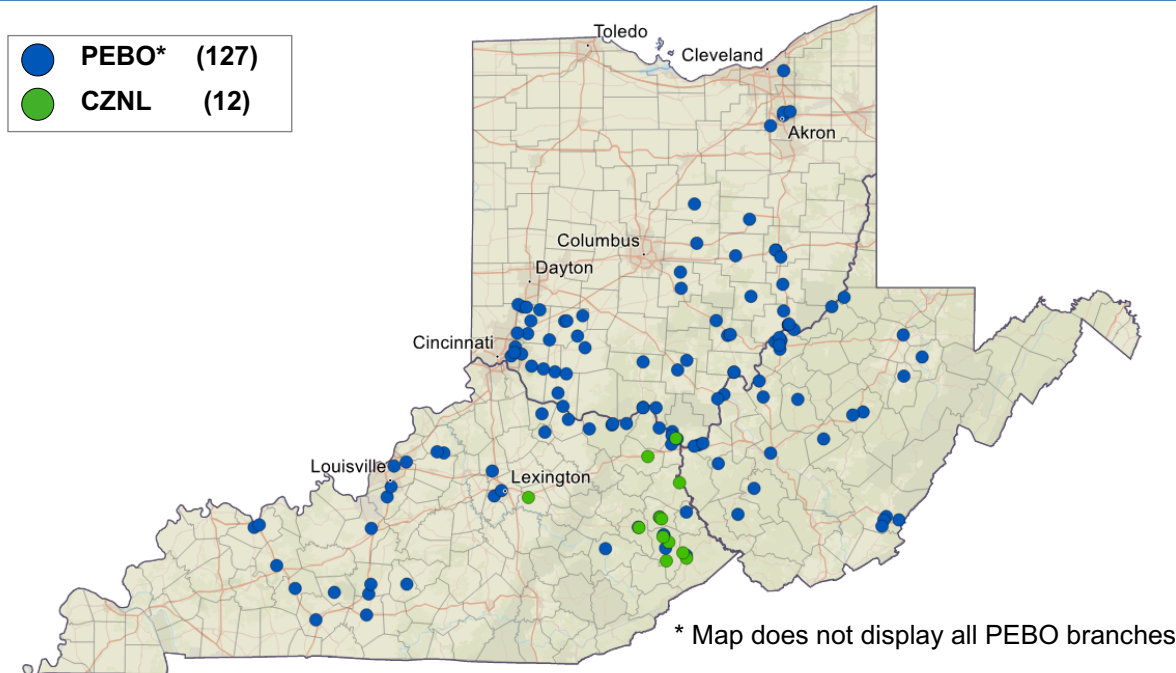 PEBO* (127)
CZNL (12)
Toledo
Cleveland
Akron
Columbus
Dayton
Cincinnati
Louisville
Lexington
* Map does not display all PEBO branches